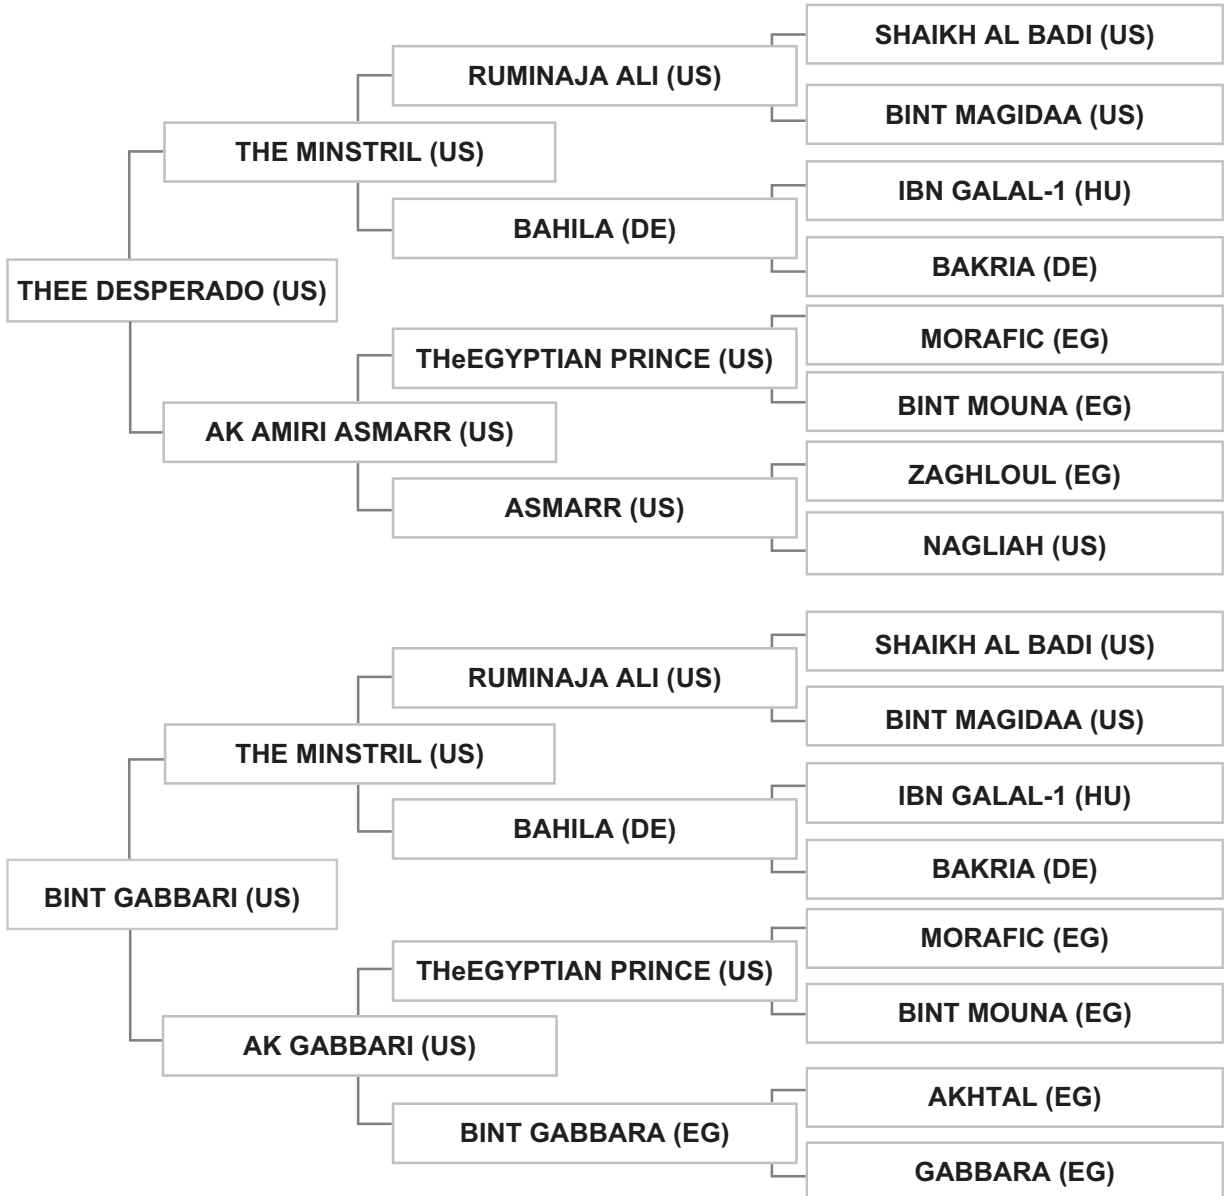 SHAIKH AL BADI (US)
RUMINAJA ALI (US)
BINT MAGIDAA (US)
THE MINSTRIL (US)
IBN GALAL-1 (HU)
BAHILA (DE)
BAKRIA (DE)
THEE DESPERADO (US)
MORAFIC (EG)
THeEGYPTIAN PRINCE (US)
BINT MOUNA (EG)
AK AMIRI ASMARR (US)
ZAGHLOUL (EG)
ASMARR (US)
NAGLIAH (US)
SHAIKH AL BADI (US)
RUMINAJA ALI (US)
BINT MAGIDAA (US)
THE MINSTRIL (US)
IBN GALAL-1 (HU)
BAHILA (DE)
BAKRIA (DE)
BINT GABBARI (US)
MORAFIC (EG)
THeEGYPTIAN PRINCE (US)
BINT MOUNA (EG)
AK GABBARI (US)
AKHTAL (EG)
BINT GABBARA (EG)
GABBARA (EG)